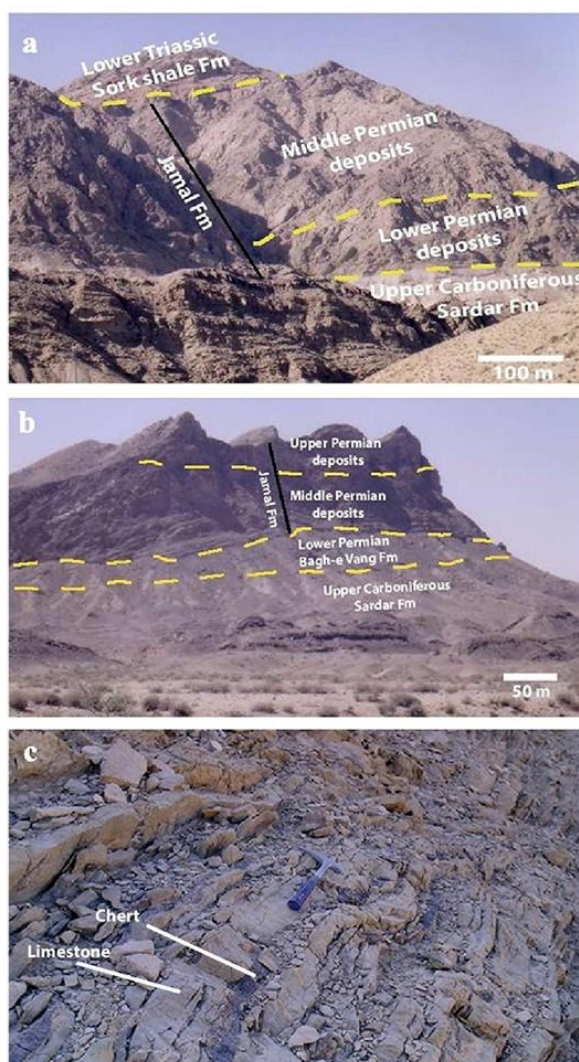 a
Lower Triassic
Sork shale Fm
Middle Permian
deposits
Jamal Fm
Lower Permian
deposits
Upper Carboniferous
Sardar Fm
100 m
b
Upper Permian
deposits
Jamal Fm
Middle Permian
deposits
Lower Permian
Bagh-e Vang Fm
Upper Carboniferous
Sardar Fm
50 m
c
Chert
Limestone